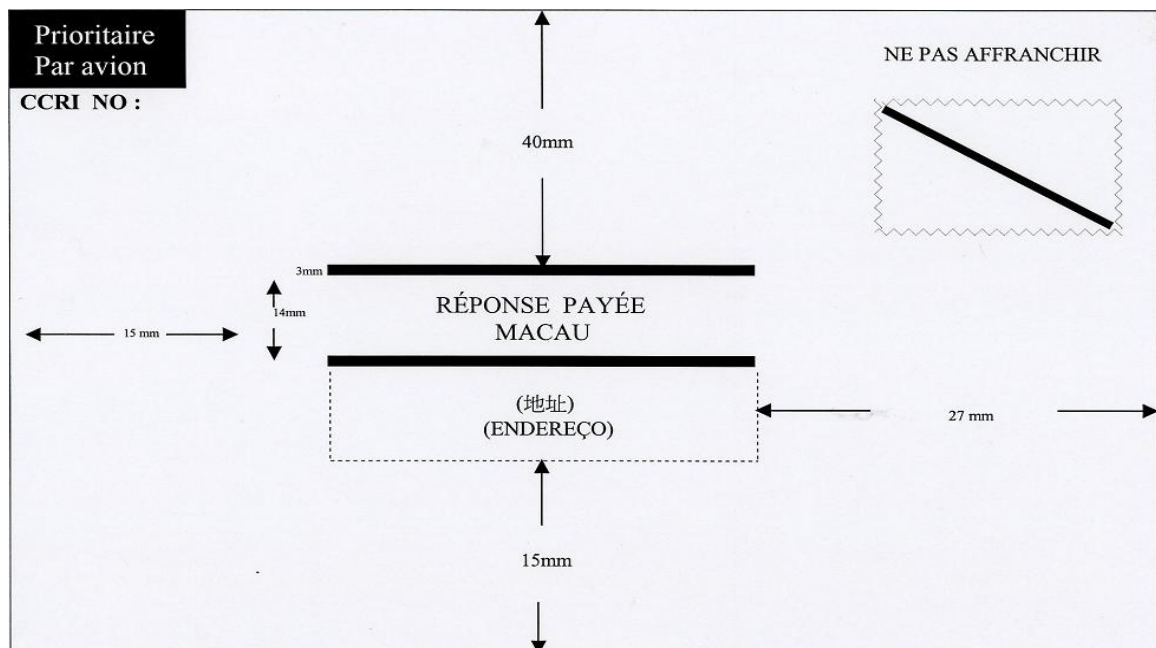 Prioritaire
Par avion
CCRI NO :
NE PAS AFFRANCHIR
40mm
3mm
14mm
15 mm
RÉPONSE PAYÉE
MACAU
(地址)
(ENDEREÇO)
27 mm
15mm